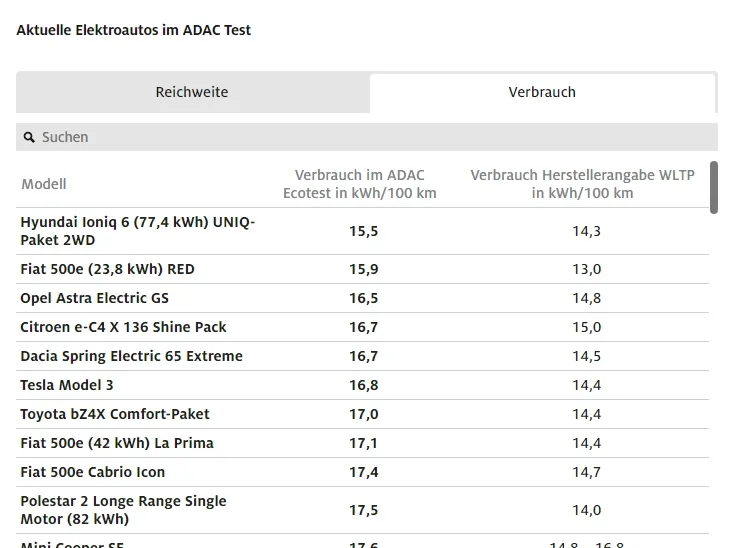 Aktuelle Elektroautos im ADAC Test
Reichweite Verbrauch
Suchen
Modell Verbrauch im ADAC Ecotest in kWh/100 km Verbrauch Herstellerangabe WLTP in kWh/100 km
Hyundai Ioniq 6 (77,4 kWh) UNIQ-
Paket 2WD 15,5 14,3
Fiat 500e (23,8 kWh) RED 15,9 13,0
Opel Astra Electric GS 16,5 14,8
Citroen e-C4 X 136 Shine Pack 16,7 15,0
Dacia Spring Electric 65 Extreme 16,7 14,5
Tesla Model 3 16,8 14,4
Toyota bZ4X Comfort-Paket 17,0 14,4
Fiat 500e (42 kWh) La Prima 17,1 14,4
Fiat 500e Cabrio Icon 17,4 14,7
Polestar 2 Longe Range Single
Motor (82 kWh) 17,5 14,0
Mini Cooper SE 17,6 14,8 – 16,8